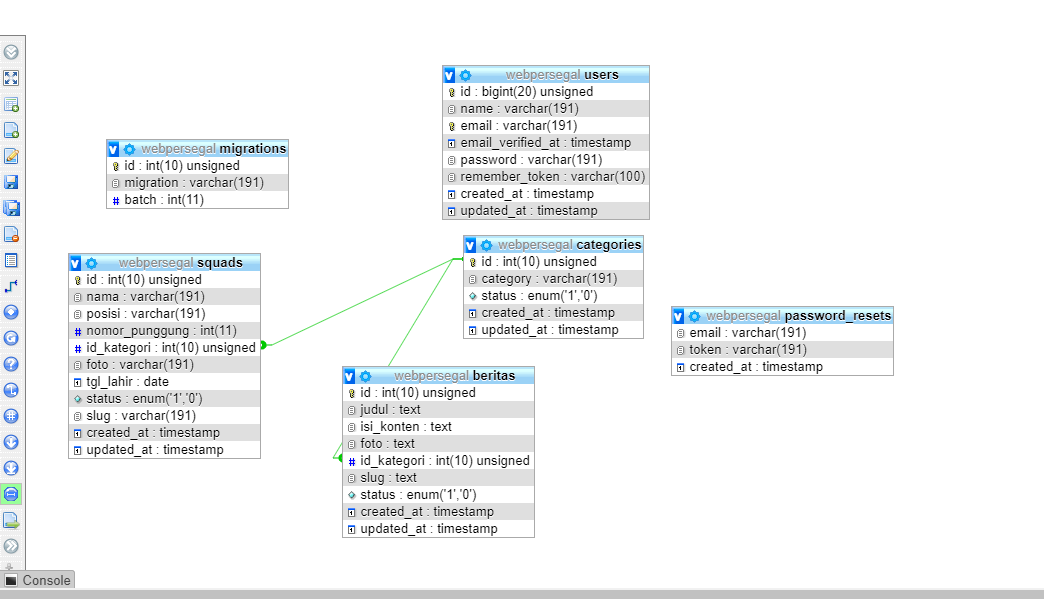 webpersegal users
id : bigint(20) unsigned
name : varchar(191)
email : varchar(191)
email_verified_at : timestamp
password : varchar(191)
remember_token : varchar(100)
created_at : timestamp
updated_at : timestamp
webpersegal migrations
id : int(10) unsigned
migration : varchar(191)
# batch : int(11)
webpersegal categories
id : int(10) unsigned
category : varchar(191)
status : enum('1','0')
created_at : timestamp
updated_at : timestamp
webpersegal squads
id : int(10) unsigned
nama : varchar(191)
posisi : varchar(191)
# nomor_punggung : int(11)
# id_kategori : int(10) unsigned
foto : varchar(191)
tgl_lahir : date
status : enum('1','0')
slug : varchar(191)
created_at : timestamp
updated_at : timestamp
webpersegal password_resets
email : varchar(191)
token : varchar(191)
created_at : timestamp
webpersegal beritas
id : int(10) unsigned
judul : text
isi_konten : text
foto : text
# id_kategori : int(10) unsigned
slug : text
status : enum('1','0')
created_at : timestamp
updated_at : timestamp
Console